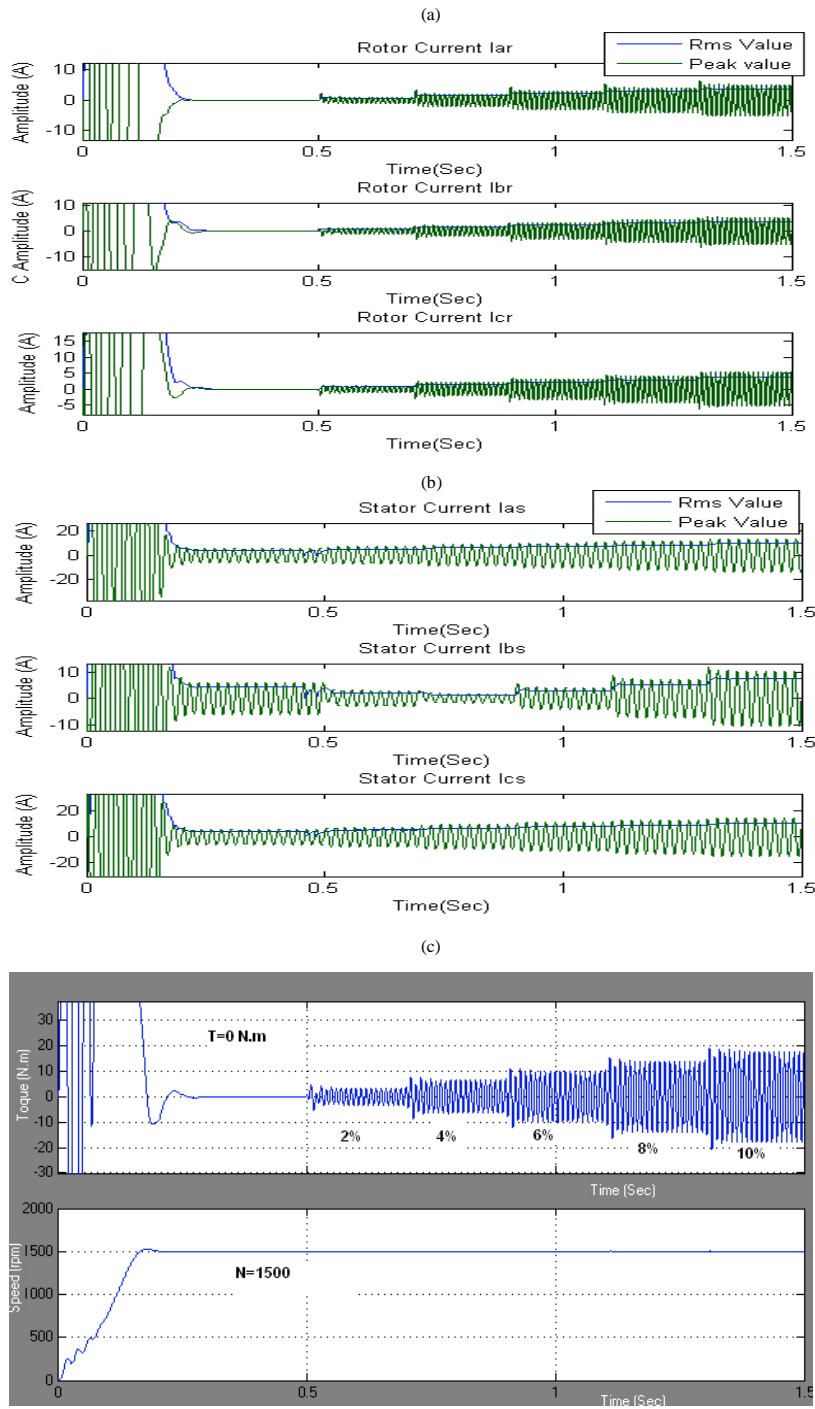 (a)
Rotor Current Iar
Rms Value
Peak value
Amplitude (A)
10
0
-10
0
0.5
1
1.5
Time(Sec)
Rotor Current Ibr
C Amplitude (A)
10
0
-10
0
0.5
1
1.5
Time(Sec)
Rotor Current Icr
Amplitude (A)
15
10
5
0
-5
0
0.5
1
1.5
Time(Sec)
(b)
Stator Current Ias
Rms Value
Peak Value
Amplitude (A)
20
0
-20
0
0.5
1
1.5
Time(Sec)
Stator Current Ibs
Amplitude (A)
10
0
-10
0
0.5
1
1.5
Time(Sec)
Stator Current Ics
Amplitude (A)
20
0
-20
0
0.5
1
1.5
Time(Sec)
(c)
Toque (N.m)
30
20
10
0
-10
-20
-30
T=0 N.m
2%
4%
6%
8%
10%
Time (Sec)
Speed (rpm)
2000
1500
1000
500
0
N=1500
0
0.5
1
1.5
Time (Sec)